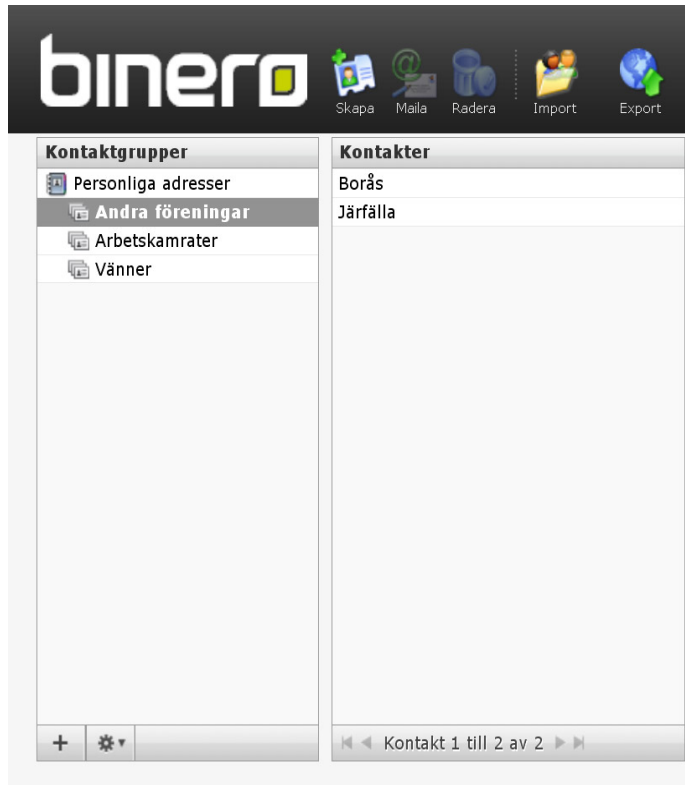 binero
Skapa Maila Radera Import Export
Kontaktgrupper
Personliga adresser
Andra föreningar
Arbetskamrater
Vänner
Kontakter
Borås
Järfälla
Kontakt 1 till 2 av 2